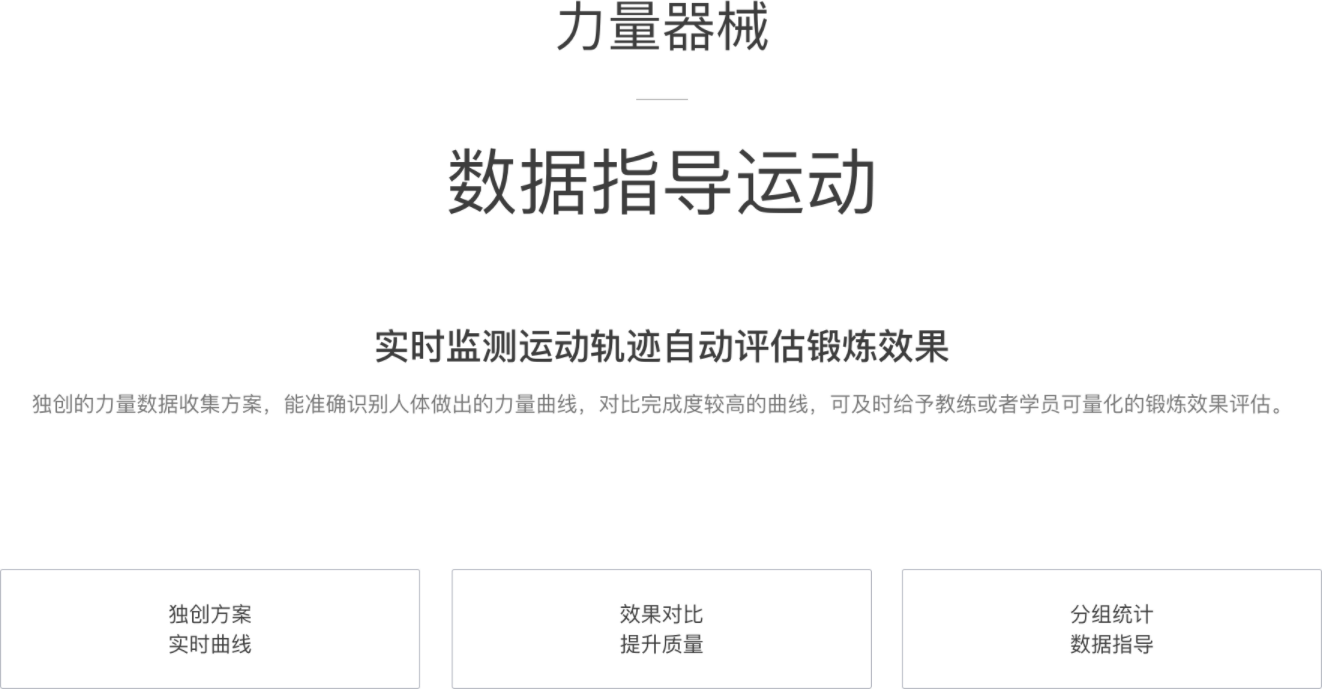 力量器械
数据指导运动
实时监测运动轨迹自动评估锻炼效果
独创的力量数据收集方案，能准确识别人体做出的力量曲线，对比完成度较高的曲线，可及时给予教练或者学员可量化的锻炼效果评估。
独创方案
实时曲线
效果对比
提升质量
分组统计
数据指导